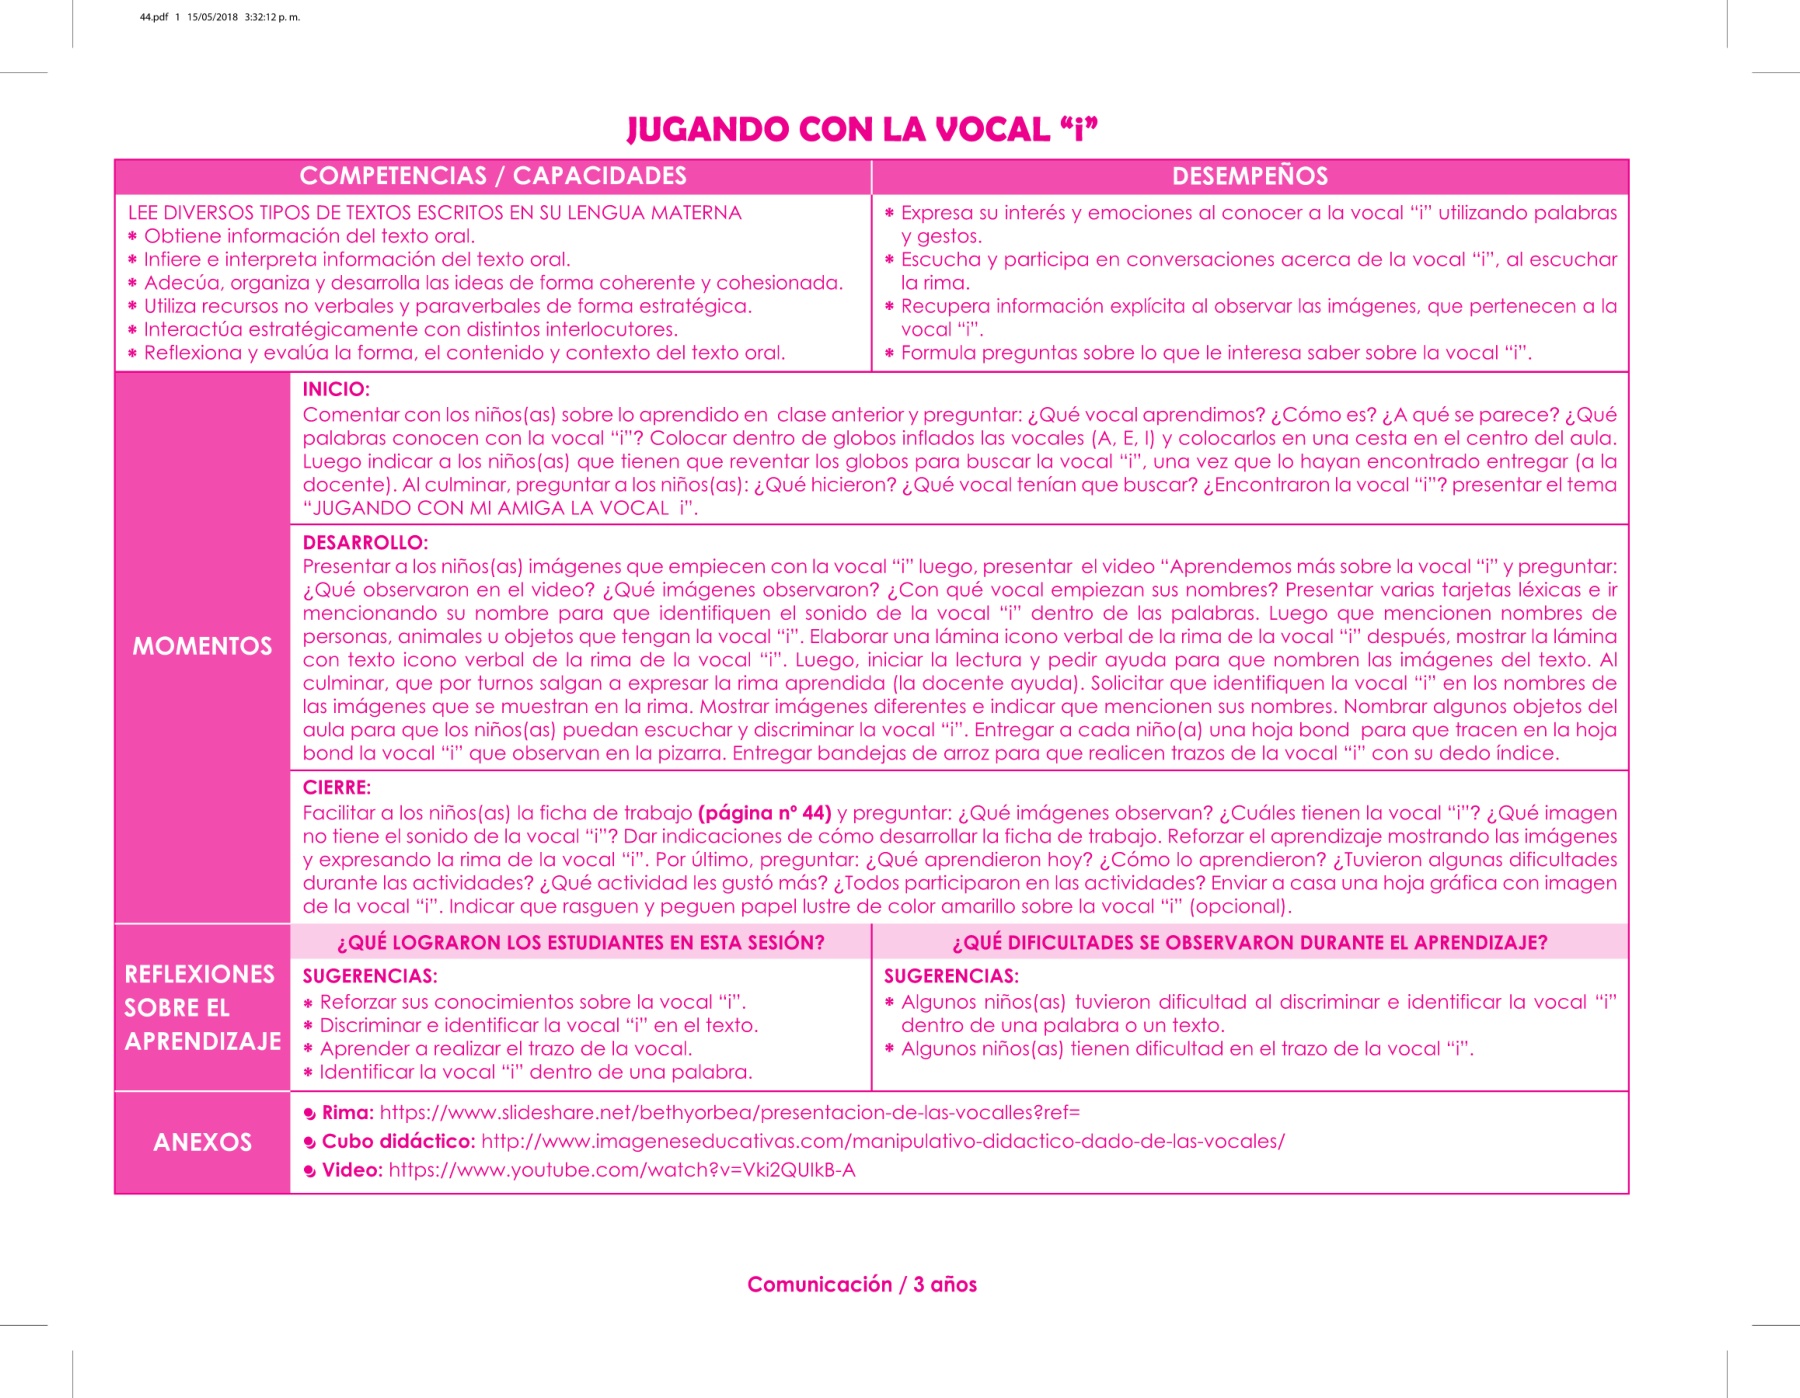 44.pdf 1 15/05/2018 3:32:12 p. m.
JUGANDO CON LA VOCAL “i”
COMPETENCIAS / CAPACIDADES
DESEMPEÑOS
LEE DIVERSOS TIPOS DE TEXTOS ESCRITOS EN SU LENGUA MATERNA
* Obtiene información del texto oral.
* Infiere e interpreta información del texto oral.
* Adecúa, organiza y desarrolla las ideas de forma coherente y cohesionada.
* Utiliza recursos no verbales y paraverbales de forma estratégica.
* Interactúa estratégicamente con distintos interlocutores.
* Reflexiona y evalúa la forma, el contenido y contexto del texto oral.
* Expresa su interés y emociones al conocer a la vocal “i” utilizando palabras
y gestos.
* Escucha y participa en conversaciones acerca de la vocal “i”, al escuchar
la rima.
* Recupera información explícita al observar las imágenes, que pertenecen a la
vocal “i”.
* Formula preguntas sobre lo que le interesa saber sobre la vocal “i”.
MOMENTOS
INICIO:
Comentar con los niños(as) sobre lo aprendido en clase anterior y preguntar: ¿Qué vocal aprendimos? ¿Cómo es? ¿A qué se parece? ¿Qué
palabras conocen con la vocal “i”? Colocar dentro de globos inflados las vocales (A, E, I) y colocarlos en una cesta en el centro del aula.
Luego indicar a los niños(as) que tienen que reventar los globos para buscar la vocal “i”, una vez que lo hayan encontrado entregar (a la
docente). Al culminar, preguntar a los niños(as): ¿Qué hicieron? ¿Qué vocal tenían que buscar? ¿Encontraron la vocal “i”? presentar el tema
“JUGANDO CON MI AMIGA LA VOCAL i”.
DESARROLLO:
Presentar a los niños(as) imágenes que empiecen con la vocal “i” luego, presentar el video “Aprendemos más sobre la vocal “i” y preguntar:
¿Qué observaron en el video? ¿Qué imágenes observaron? ¿Con qué vocal empiezan sus nombres? Presentar varias tarjetas léxicas e ir
mencionando su nombre para que identifiquen el sonido de la vocal “i” dentro de las palabras. Luego que mencionen nombres de
personas, animales u objetos que tengan la vocal “i”. Elaborar una lámina icono verbal de la rima de la vocal “i” después, mostrar la lámina
con texto icono verbal de la rima de la vocal “i”. Luego, iniciar la lectura y pedir ayuda para que nombren las imágenes del texto. Al
culminar, que por turnos salgan a expresar la rima aprendida (la docente ayuda). Solicitar que identifiquen la vocal “i” en los nombres de
las imágenes que se muestran en la rima. Mostrar imágenes diferentes e indicar que mencionen sus nombres. Nombrar algunos objetos del
aula para que los niños(as) puedan escuchar y discriminar la vocal “i”. Entregar a cada niño(a) una hoja bond para que tracen en la hoja
bond la vocal “i” que observan en la pizarra. Entregar bandejas de arroz para que realicen trazos de la vocal “i” con su dedo índice.
CIERRE:
Facilitar a los niños(as) la ficha de trabajo (página nº 44) y preguntar: ¿Qué imágenes observan? ¿Cuáles tienen la vocal “i”? ¿Qué imagen
no tiene el sonido de la vocal “i”? Dar indicaciones de cómo desarrollar la ficha de trabajo. Reforzar el aprendizaje mostrando las imágenes
y expresando la rima de la vocal “i”. Por último, preguntar: ¿Qué aprendieron hoy? ¿Cómo lo aprendieron? ¿Tuvieron algunas dificultades
durante las actividades? ¿Qué actividad les gustó más? ¿Todos participaron en las actividades? Enviar a casa una hoja gráfica con imagen
de la vocal “i”. Indicar que rasguen y peguen papel lustre de color amarillo sobre la vocal “i” (opcional).
REFLEXIONES
SOBRE EL
APRENDIZAJE
¿QUÉ LOGRARON LOS ESTUDIANTES EN ESTA SESIÓN?
SUGERENCIAS:
* Reforzar sus conocimientos sobre la vocal “i”.
* Discriminar e identificar la vocal “i” en el texto.
* Aprender a realizar el trazo de la vocal.
* Identificar la vocal “i” dentro de una palabra.
¿QUÉ DIFICULTADES SE OBSERVARON DURANTE EL APRENDIZAJE?
SUGERENCIAS:
* Algunos niños(as) tuvieron dificultad al discriminar e identificar la vocal “i”
dentro de una palabra o un texto.
* Algunos niños(as) tienen dificultad en el trazo de la vocal “i”.
ANEXOS
Rima: https://www.slideshare.net/bethyorbea/presentacion-de-las-vocalles?ref=
Cubo didáctico: http://www.imageneseducativas.com/manipulativo-didactico-dado-de-las-vocales/
Video: https://www.youtube.com/watch?v=Vki2QUIkB-A
Comunicación / 3 años